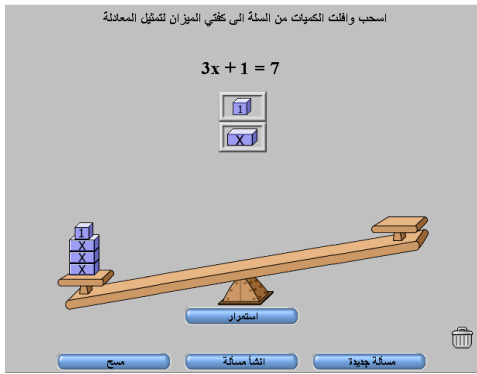 اسحب وافلت الكميات من السلة الى كفتي الميزان لتمثيل المعادلة
3x + 1 = 7
1
X
1
X
X
X
استمرار
مسألة جديدة
انشأ مسألة
مسح